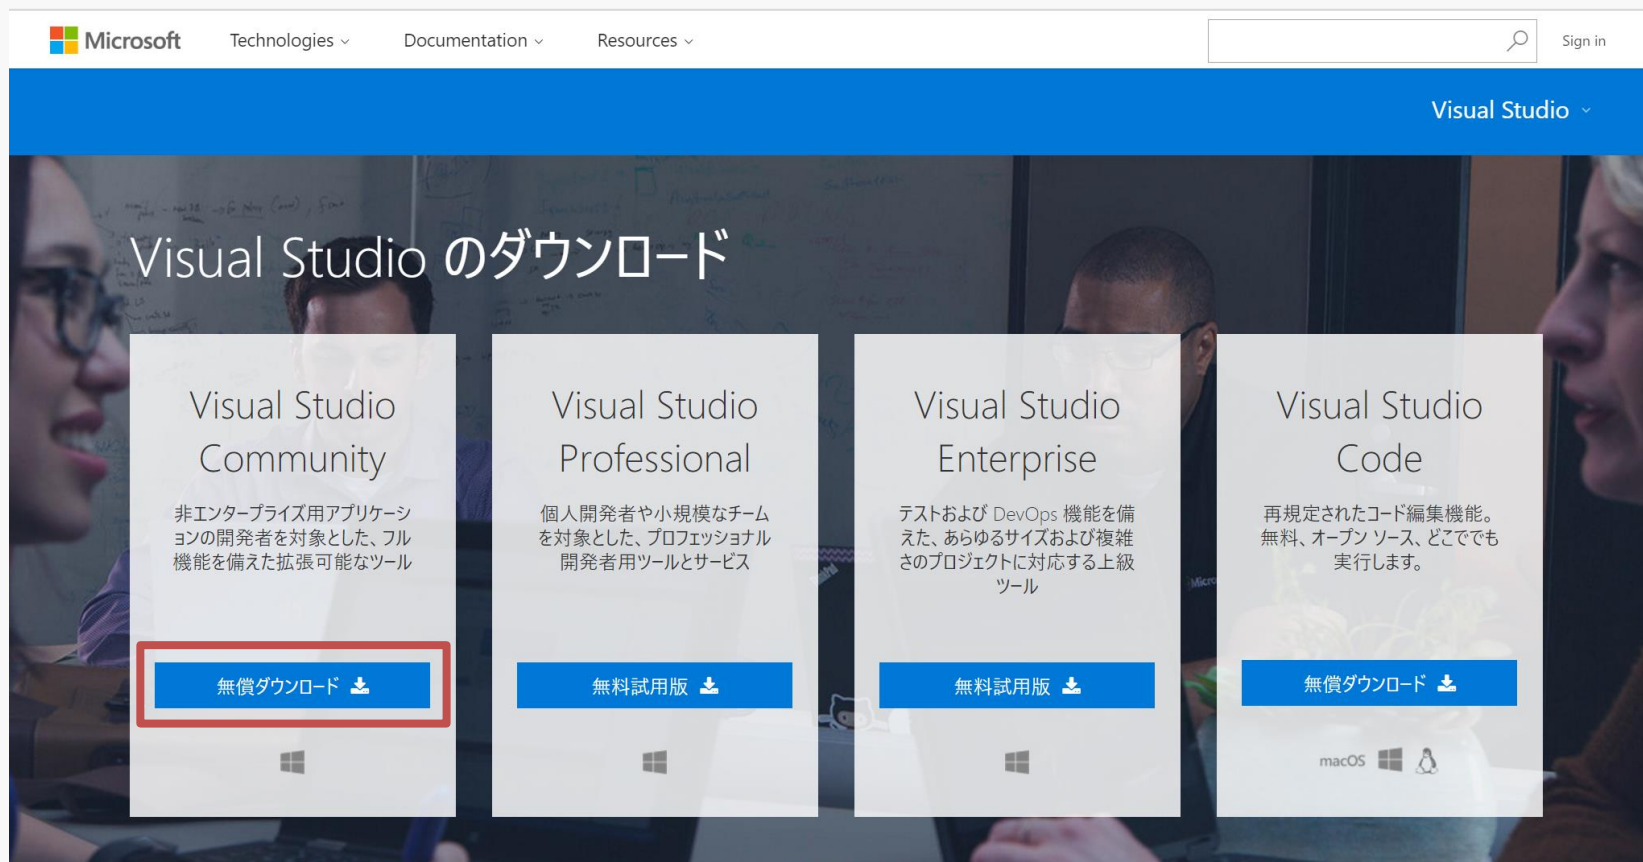 Microsoft Technologies Documentation Resources Sign in
Visual Studio
Visual Studio のダウンロード
Visual Studio
Community
非エンタープライズ用アプリケーシ
ョンの開発者を対象とした、フル
機能を備えた拡張可能なツール
無償ダウンロード
Visual Studio
Professional
個人開発者や小規模なチーム
を対象とした、プロフェッショナル
開発者用ツールとサービス
無料試用版
Visual Studio
Enterprise
テストおよび DevOps 機能を備
えた、あらゆるサイズおよび複雑
さのプロジェクトに対応する上級
ツール
無料試用版
Visual Studio
Code
再規定されたコード編集機能。
無料、オープン ソース、どこででも
実行します。
無償ダウンロード
macOS